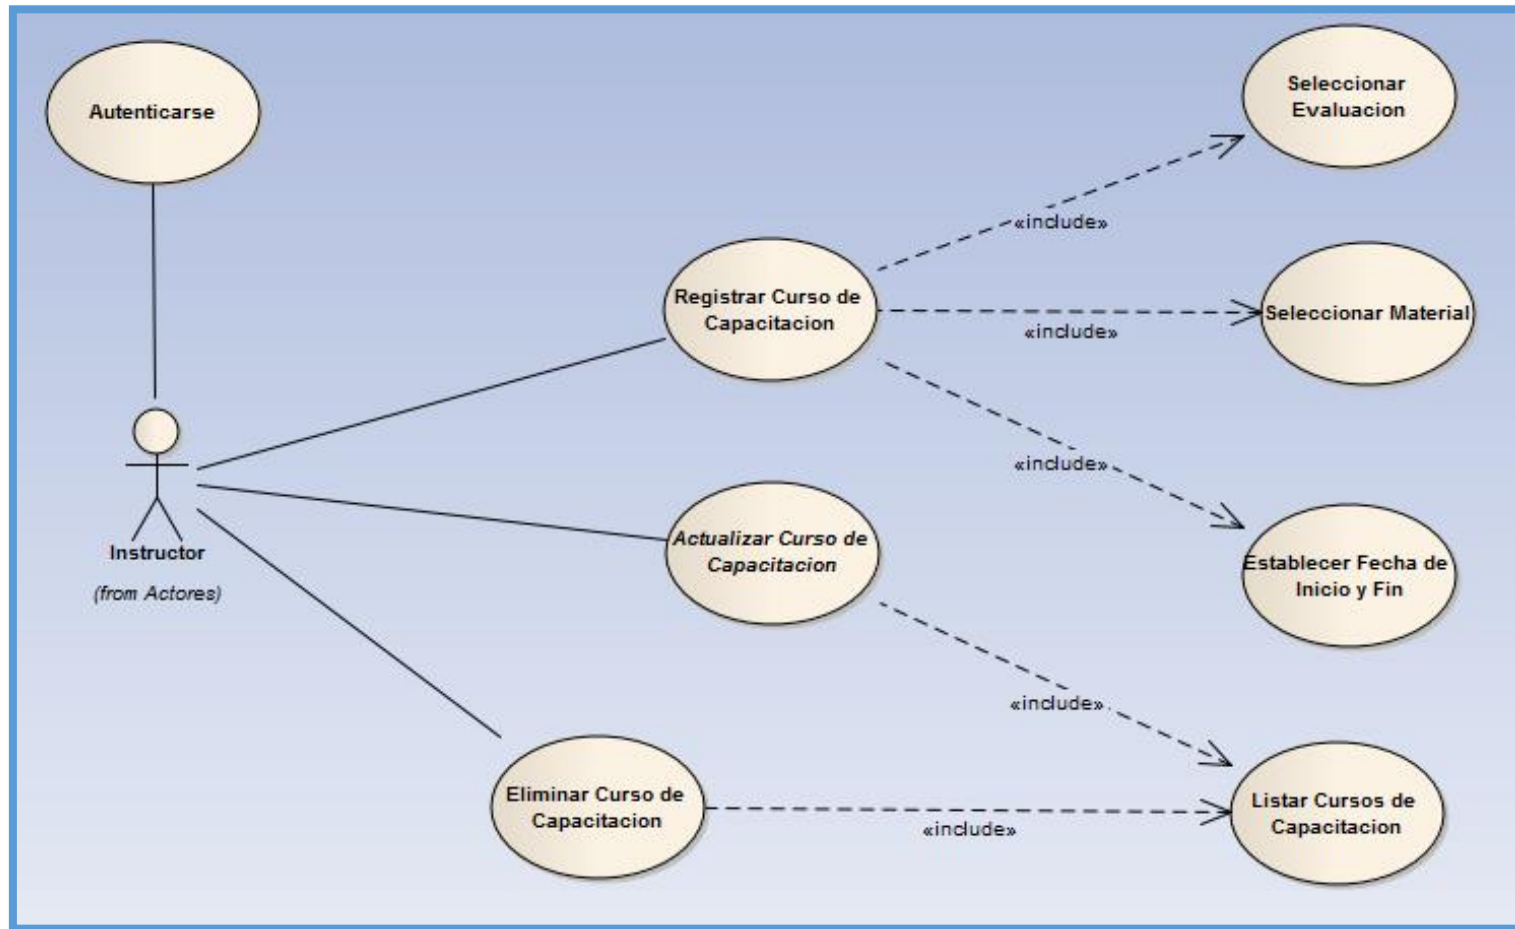 Autenticarse
Seleccionar
Evaluacion
«include»
Registrar Curso de
Capacitacion
Seleccionar Material
«include»
«include»
Instructor
(from Actores)
Actualizar Curso de
Capacitacion
Establecer Fecha de
Inicio y Fin
«include»
Eliminar Curso de
Capacitacion
«include»
Listar Cursos de
Capacitacion